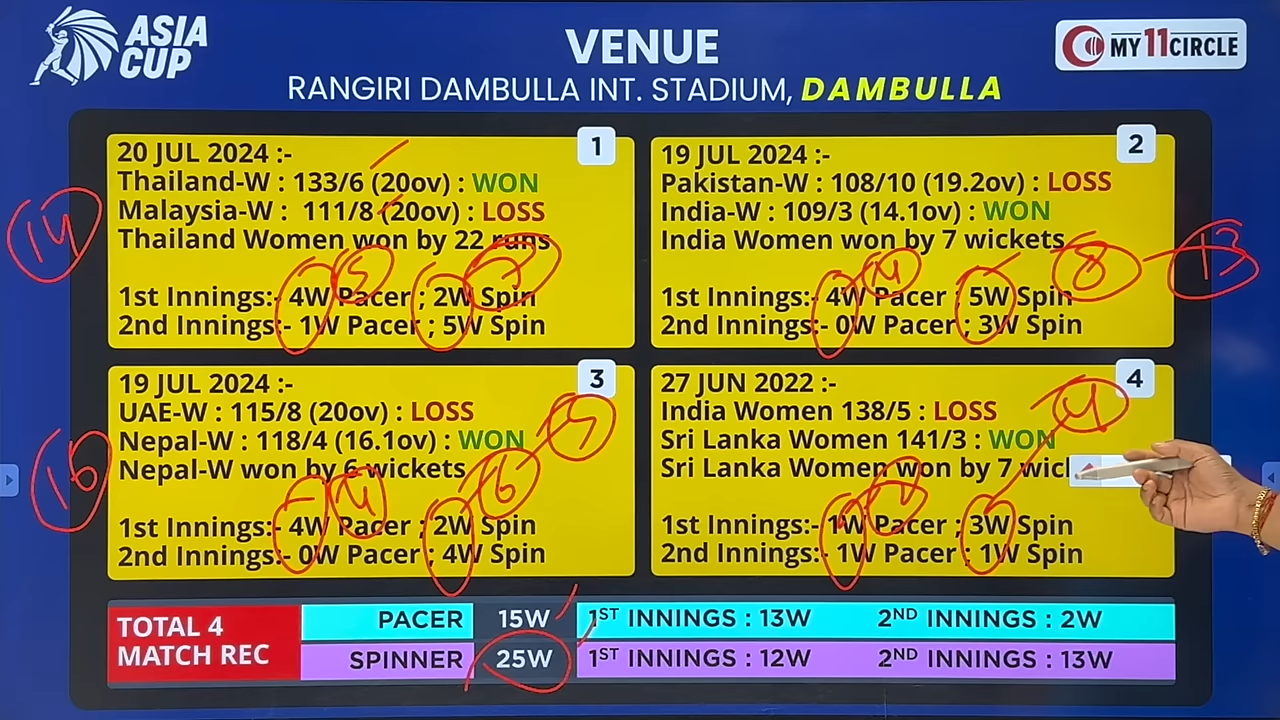 ASIA
CUP
VENUE
RANGIRI DAMBULLA INT. STADIUM, DAMBULLA
MY11CIRCLE
1
20 JUL 2024 :-
Thailand-W : 133/6 (20ov) : WON
Malaysia-W : 111/8 (20ov) : LOSS
Thailand Women won by 22 runs
1st Innings:- 4W Pacer ; 2W Spin
2nd Innings:- 1W Pacer ; 5W Spin
14
5
7
2
19 JUL 2024 :-
Pakistan-W : 108/10 (19.2ov) : LOSS
India-W : 109/3 (14.1ov) : WON
India Women won by 7 wickets
1st Innings:- 4W Pacer ; 5W Spin
2nd Innings:- 0W Pacer ; 3W Spin
4
8
13
3
19 JUL 2024 :-
UAE-W : 115/8 (20ov) : LOSS
Nepal-W : 118/4 (16.1ov) : WON
Nepal-W won by 6 wickets
1st Innings:- 4W Pacer ; 2W Spin
2nd Innings:- 0W Pacer ; 4W Spin
4
6
4
27 JUN 2022 :-
India Women 138/5 : LOSS
Sri Lanka Women 141/3 : WON
Sri Lanka Women won by 7
1st Innings:- 1W Pacer ; 3W Spin
2nd Innings:- 1W Pacer ; 1W Spin
4
TOTAL 4
MATCH REC
PACER 15W 1ST INNINGS : 13W 2ND INNINGS : 2W
SPINNER 25W 1ST INNINGS : 12W 2ND INNINGS : 13W